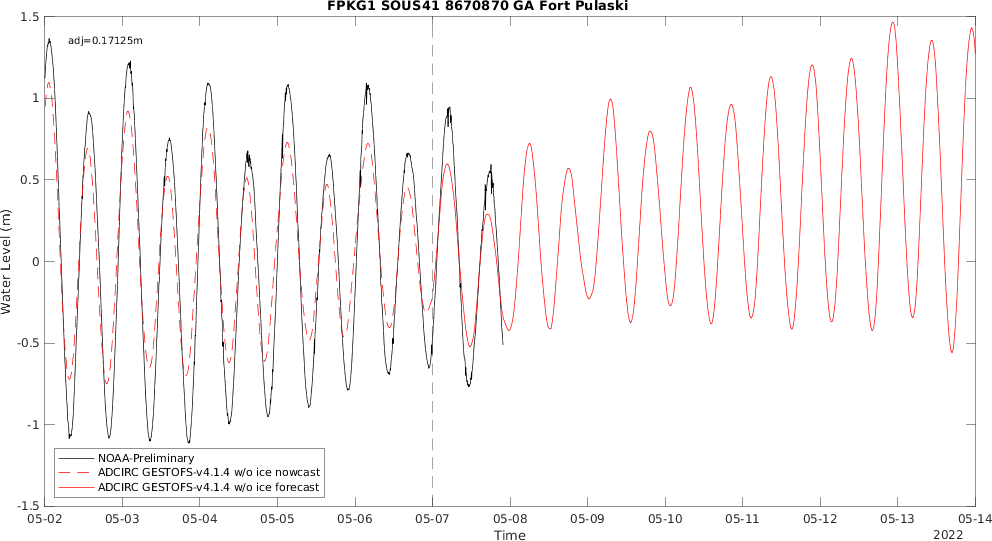 FPKG1 SOUS41 8670870 GA Fort Pulaski
adj=0.17125m
1.5
1
0.5
0
-0.5
-1
-1.5
Water Level (m)
NOAA-Preliminary
ADCIRC GESTOFS-v4.1.4 w/o ice nowcast
ADCIRC GESTOFS-v4.1.4 w/o ice forecast
05-02 05-03 05-04 05-05 05-06 05-07 05-08 05-09 05-10 05-11 05-12 05-13 05-14
Time
2022